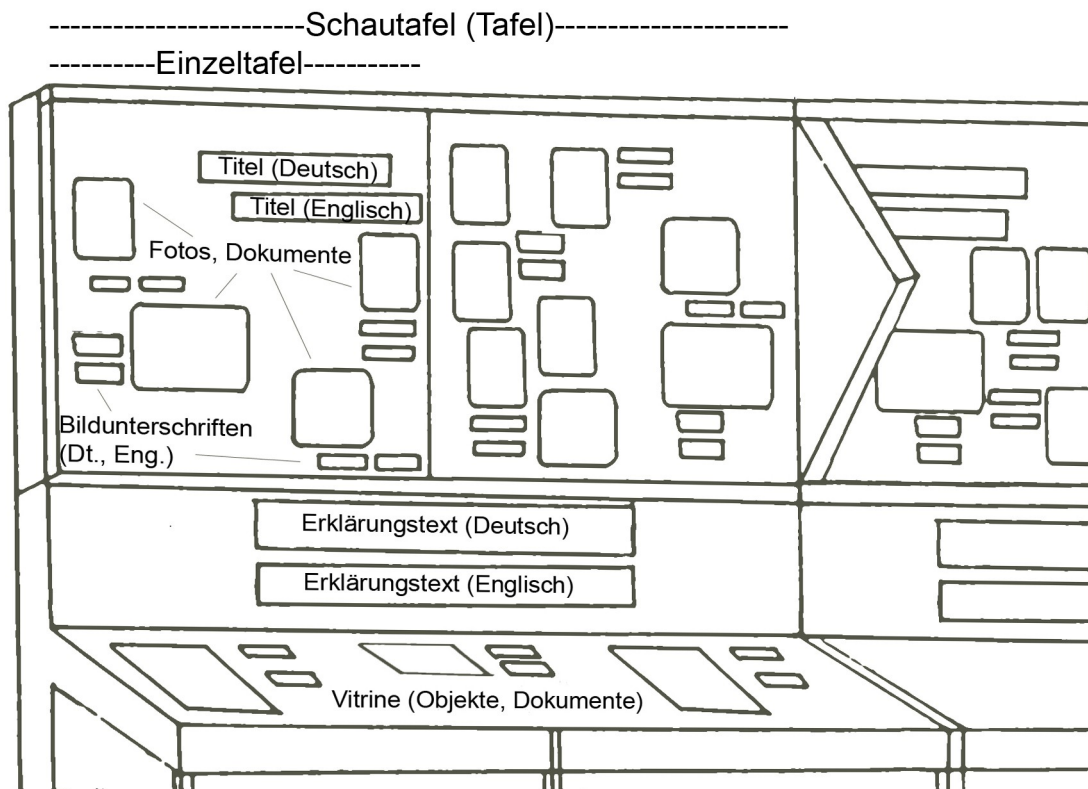 ------------------------Schautafel (Tafel)----------------------
----------Einzeltafel-----------
Titel (Deutsch)
Titel (Englisch)
Fotos, Dokumente
Bildunterschriften
(Dt., Eng.)
Erklärungstext (Deutsch)
Erklärungstext (Englisch)
Vitrine (Objekte, Dokumente)